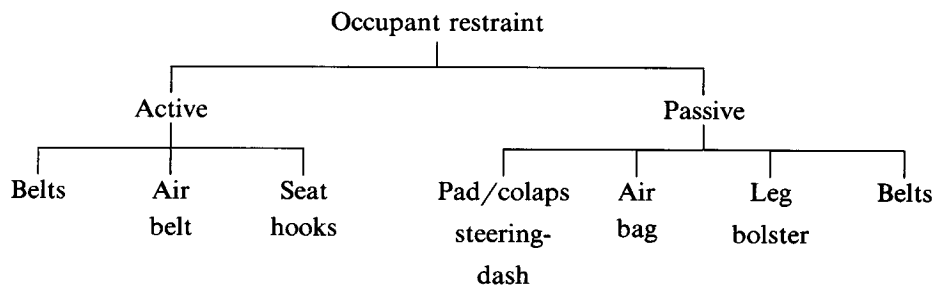 Occupant restraint
Active
Passive
Belts
Air
belt
Seat
hooks
Pad/colaps
steering-
dash
Air
bag
Leg
bolster
Belts